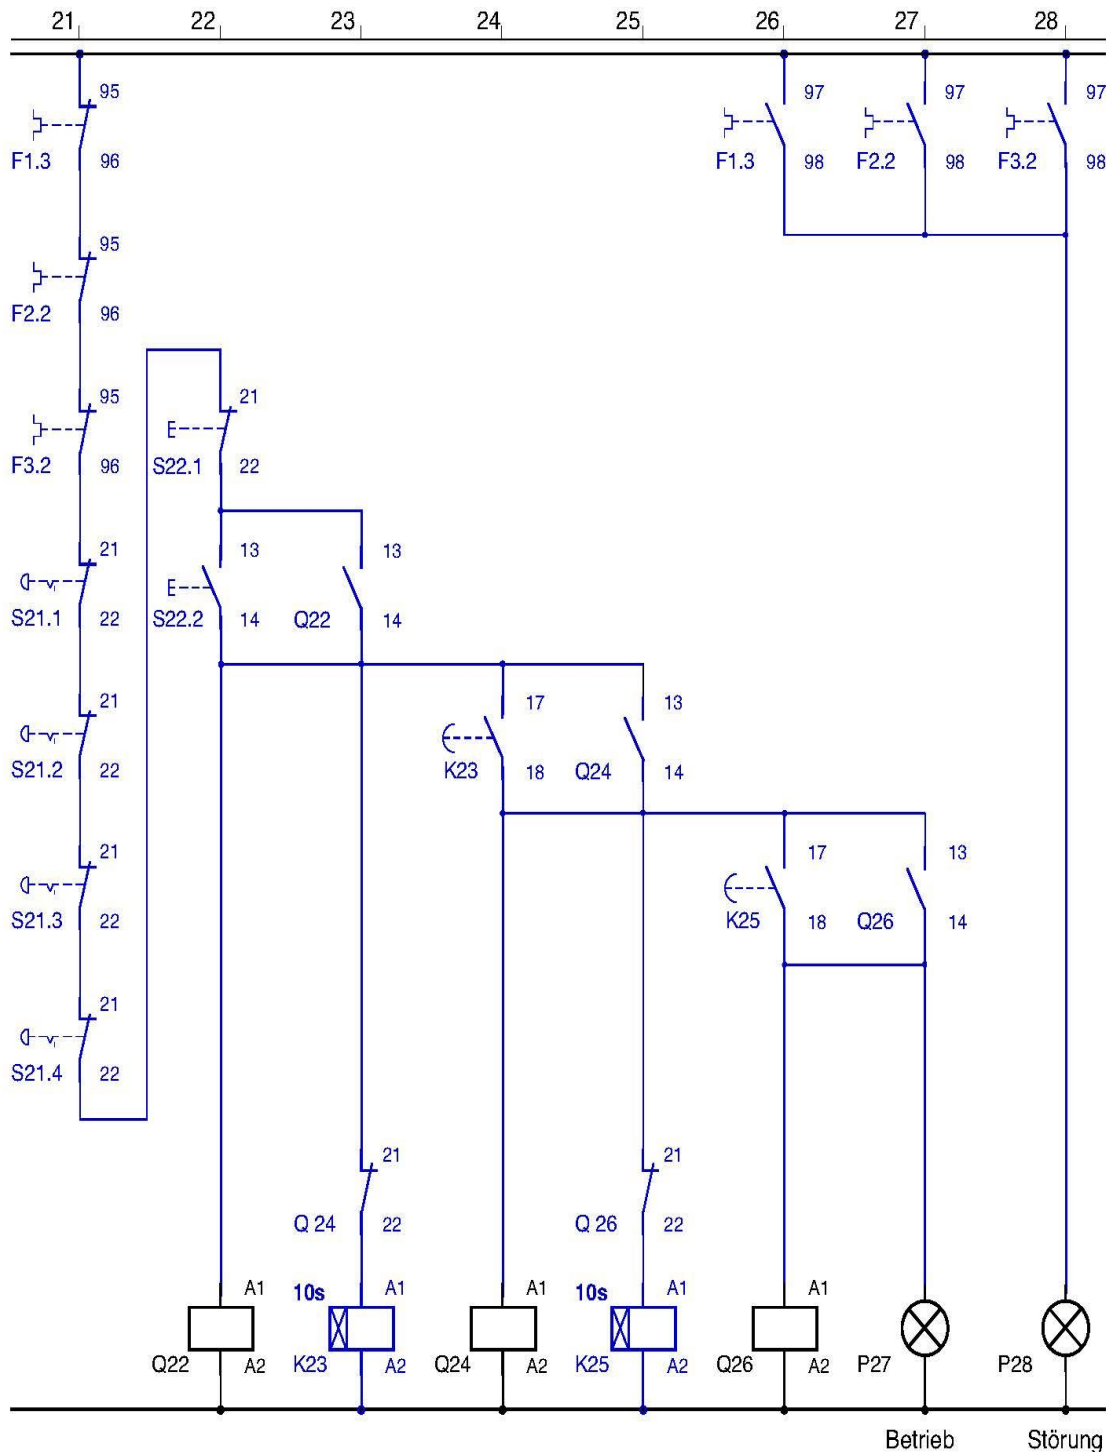 21 22 23 24 25 26 27 28
95 97 97 97
F1.3 96 F1.3 98 F2.2 98 F3.2 98
95
F2.2 96
95 21
F3.2 96 S22.1 22
21 13 13
S21.1 22 S22.2 14 Q22 14
21 17 13
S21.2 22 K23 18 Q24 14
21 17 13
S21.3 22 K25 18 Q26 14
21
S21.4 22
21 21
Q 24 22 Q 26 22
A1 10s A1 A1 10s A1 A1
Q22 A2 K23 A2 Q24 A2 K25 A2 Q26 A2 P27 P28
Betrieb Störung